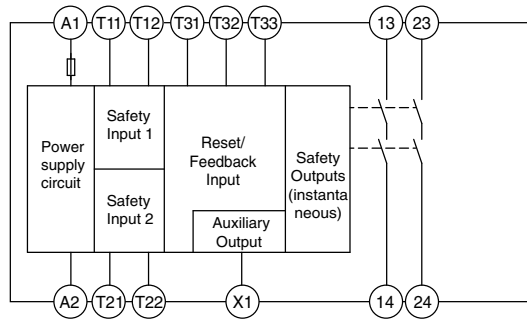 A1 T11 T12 T31 T32 T33 13 23
Power
supply
circuit
Safety
Input 1
Safety
Input 2
Reset/
Feedback
Input
Auxiliary
Output
Safety
Outputs
(instanta
neous)
A2 T21 T22 X1 14 24